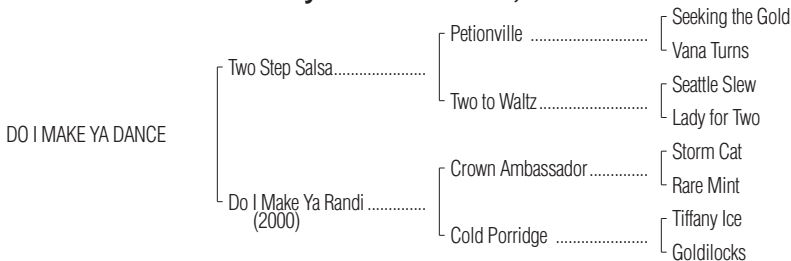 Seeking the Gold
Petionville ..........................
Vana Turns
Two Step Salsa......................
Seattle Slew
Two to Waltz..........................
Lady for Two
DO I MAKE YA DANCE
Storm Cat
Crown Ambassador..............
Rare Mint
Do I Make Ya Randi ..............
(2000)
Tiffany Ice
Cold Porridge ......................
Goldilocks